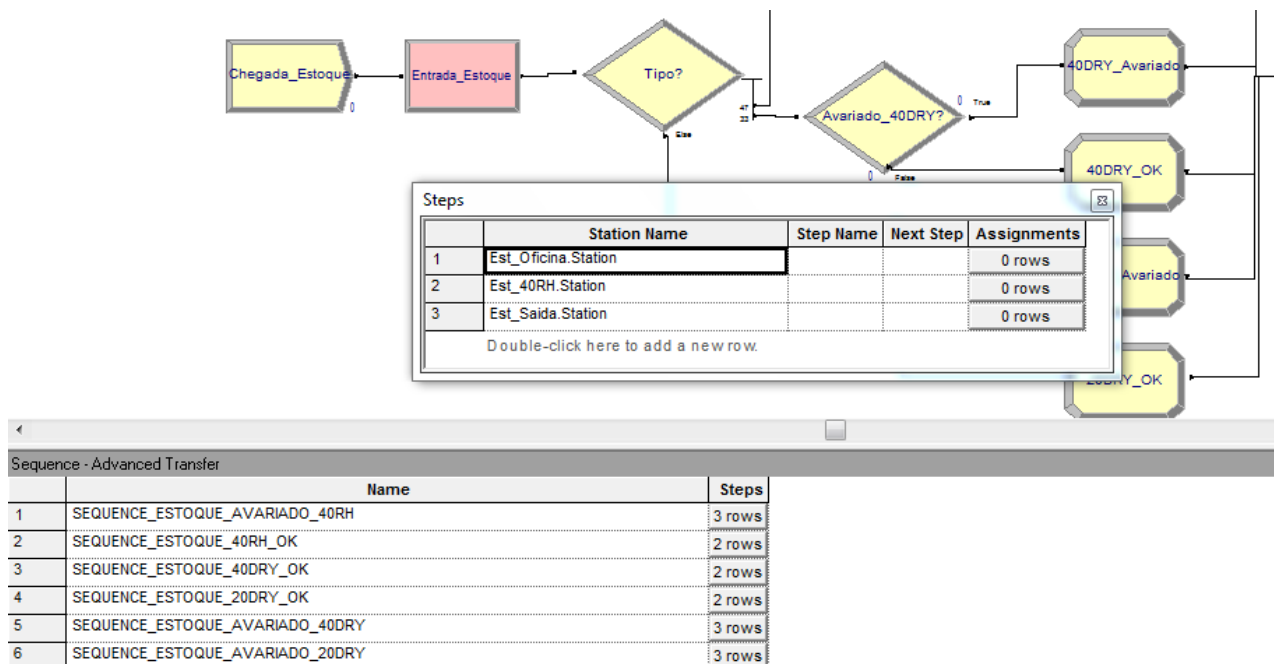 Chegada_Estoque
0
Entrada_Estoque
Tipo?
47
33
Else
Avariado_40DRY?
0 True
0 False
40DRY_Avariado
40DRY_OK
Avariado
OK
Steps
Station Name Step Name Next Step Assignments
1 Est_Oficina.Station 0 rows
2 Est_40RH.Station 0 rows
3 Est_Saida.Station 0 rows
Double-click here to add a new row.
Sequence - Advanced Transfer
Name Steps
1 SEQUENCE_ESTOQUE_AVARIADO_40RH 3 rows
2 SEQUENCE_ESTOQUE_40RH_OK 2 rows
3 SEQUENCE_ESTOQUE_40DRY_OK 2 rows
4 SEQUENCE_ESTOQUE_20DRY_OK 2 rows
5 SEQUENCE_ESTOQUE_AVARIADO_40DRY 3 rows
6 SEQUENCE_ESTOQUE_AVARIADO_20DRY 3 rows